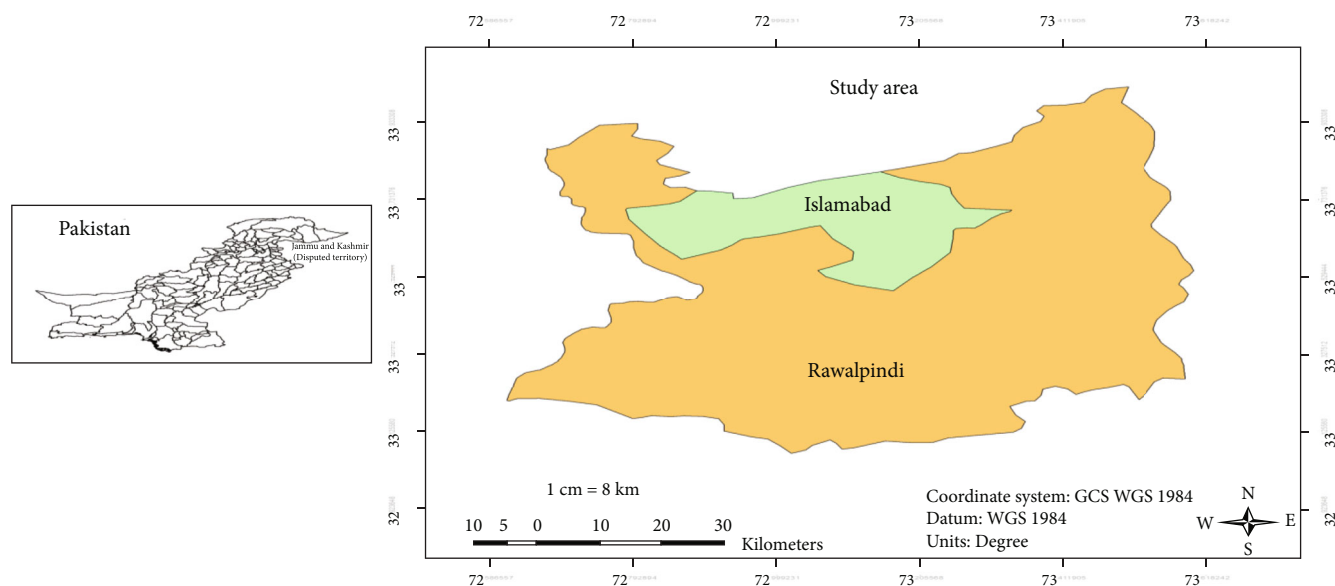 Pakistan
Jammu and Kashmir
(Disputed territory)
72 72 72 73 73 73
Study area
33
33
33
33
33
32
Islamabad
Rawalpindi
33
33
33
33
33
32
1 cm = 8 km
10 5 0 10 20 30
Kilometers
Coordinate system: GCS WGS 1984
Datum: WGS 1984
Units: Degree
N
W E
S
72 72 72 73 73 73